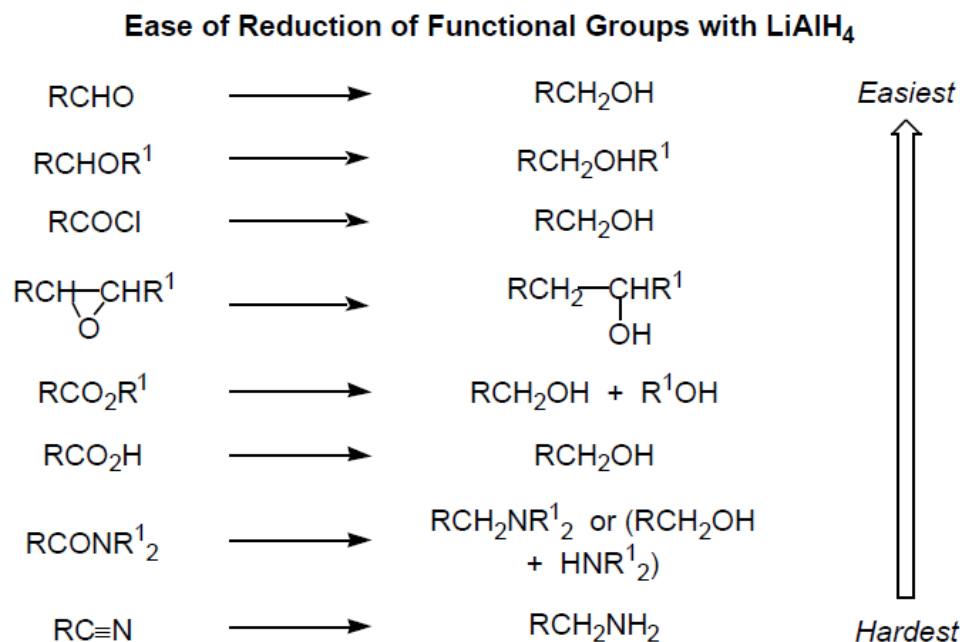 Ease of Reduction of Functional Groups with LiAlH₄
RCHO RCH₂OH Easiest
RCHOR¹ RCH₂OHR¹
RCOCl RCH₂OH
RCH CHR¹ RCH₂ CHR¹
O OH
RCO₂R¹ RCH₂OH + R¹OH
RCO₂H RCH₂OH
RCONR¹₂ RCH₂NR¹₂ or (RCH₂OH
+ HNR¹₂)
RC≡N RCH₂NH₂ Hardest